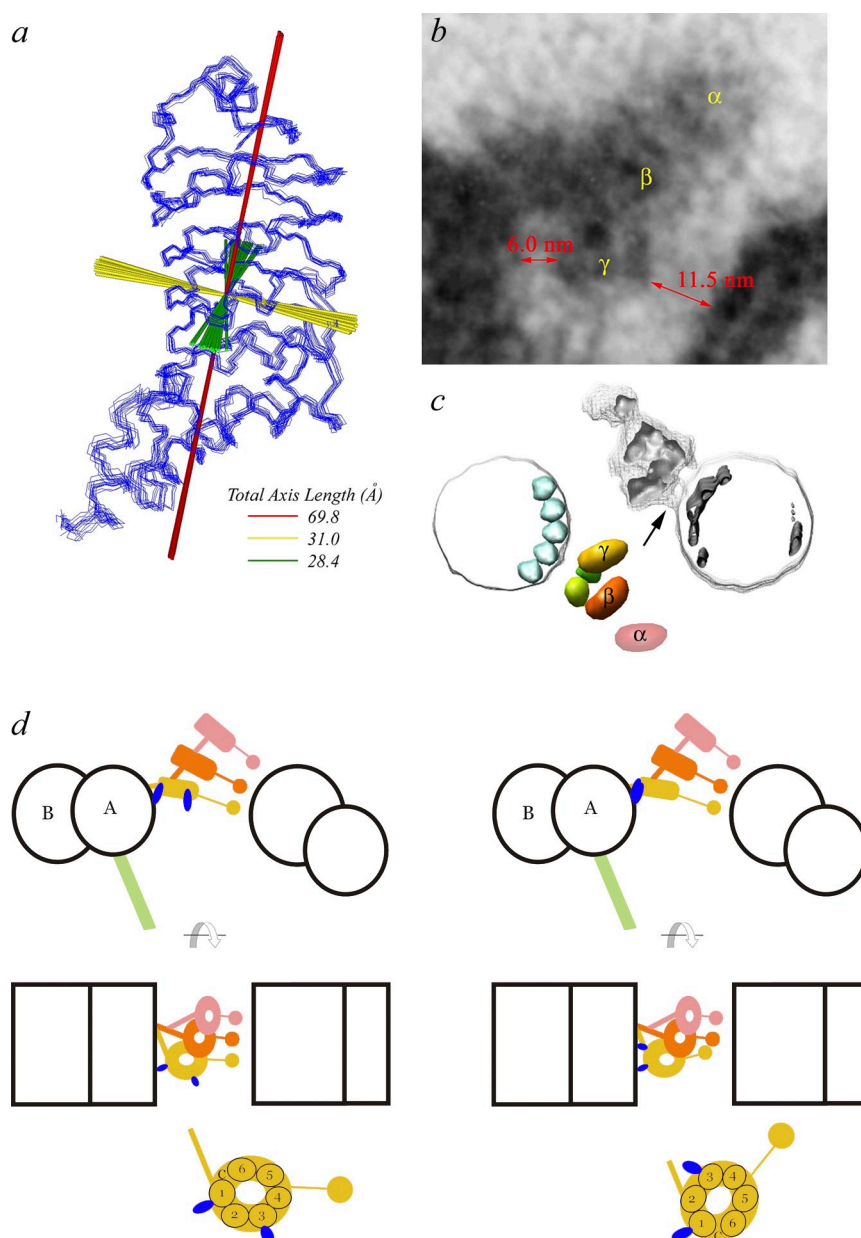 a
Total Axis Length (Å)
69.8
31.0
28.4
b
α
β
γ
6.0 nm
11.5 nm
c
γ
β
α
d
B
A
B
A
C
6
5
1
4
2
3
3
4
2
5
1
6
C